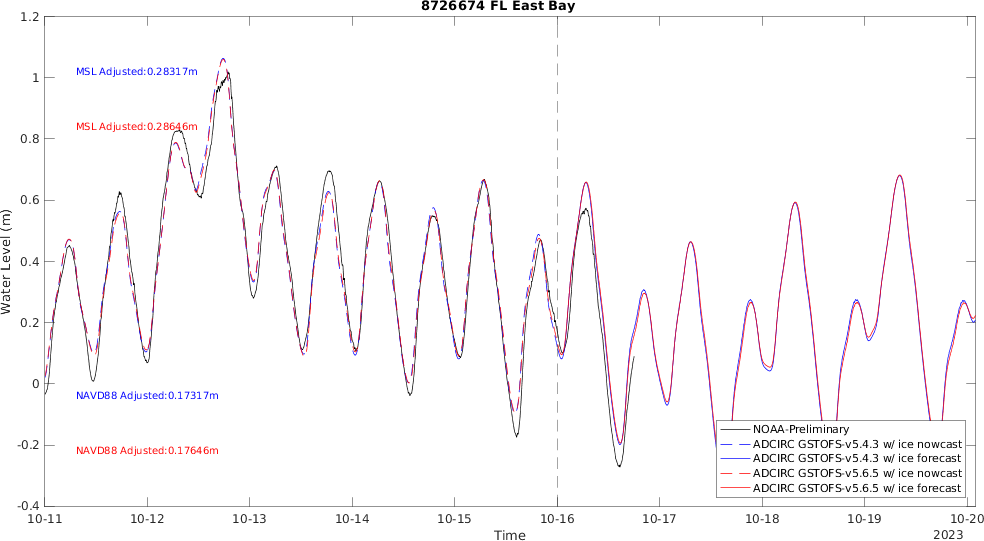 8726674 FL East Bay
1.2
1
0.8
0.6
0.4
0.2
0
-0.2
-0.4
Water Level (m)
MSL Adjusted:0.28317m
MSL Adjusted:0.28646m
NAVD88 Adjusted:0.17317m
NAVD88 Adjusted:0.17646m
NOAA-Preliminary
ADCIRC GSTOFS-v5.4.3 w/ ice nowcast
ADCIRC GSTOFS-v5.4.3 w/ ice forecast
ADCIRC GSTOFS-v5.6.5 w/ ice nowcast
ADCIRC GSTOFS-v5.6.5 w/ ice forecast
10-11 10-12 10-13 10-14 10-15 10-16 10-17 10-18 10-19 10-20
Time
2023